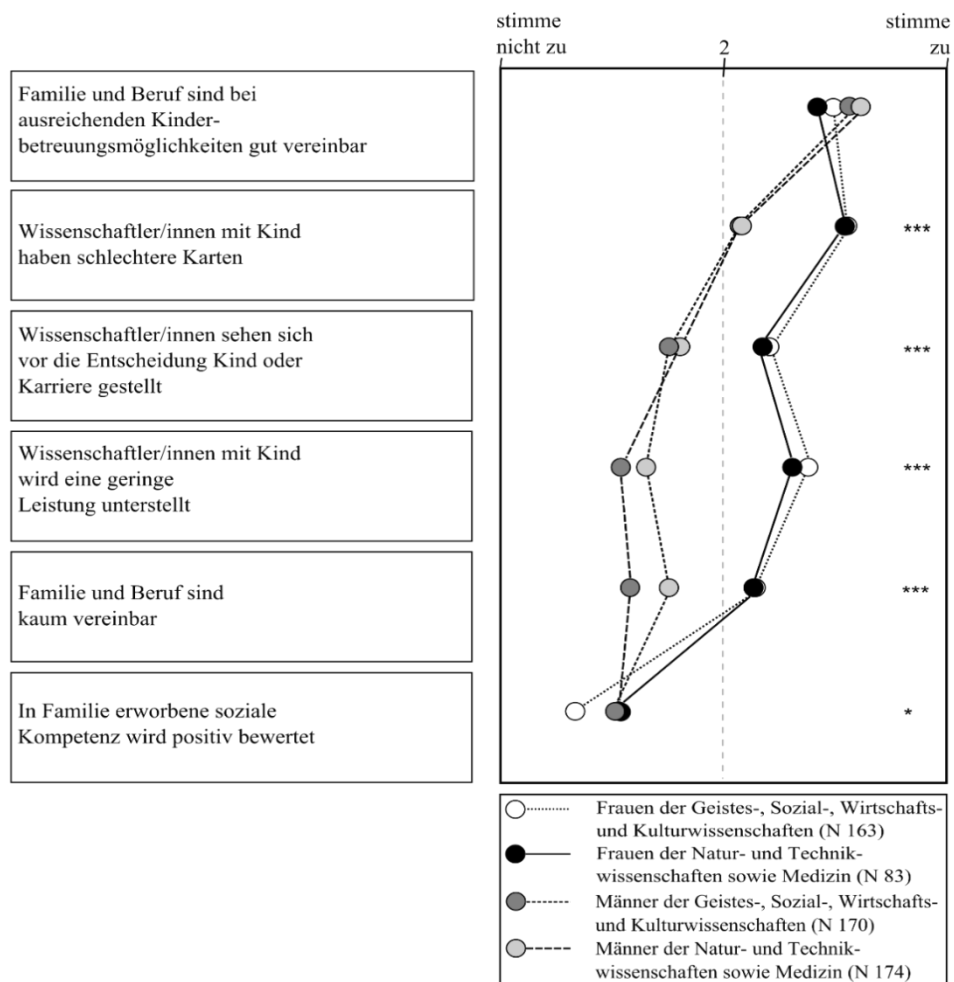 stimme
nicht zu
2
stimme
zu
Familie und Beruf sind bei
ausreichenden Kinder-
betreuungsmöglichkeiten gut vereinbar
Wissenschaftler/innen mit Kind
haben schlechtere Karten
***
Wissenschaftler/innen sehen sich
vor die Entscheidung Kind oder
Karriere gestellt
***
Wissenschaftler/innen mit Kind
wird eine geringe
Leistung unterstellt
***
Familie und Beruf sind
kaum vereinbar
***
In Familie erworbene soziale
Kompetenz wird positiv bewertet
*
Frauen der Geistes-, Sozial-, Wirtschafts-
und Kulturwissenschaften (N 163)
Frauen der Natur- und Technik-
wissenschaften sowie Medizin (N 83)
Männer der Geistes-, Sozial-, Wirtschafts-
und Kulturwissenschaften (N 170)
Männer der Natur- und Technik-
wissenschaften sowie Medizin (N 174)